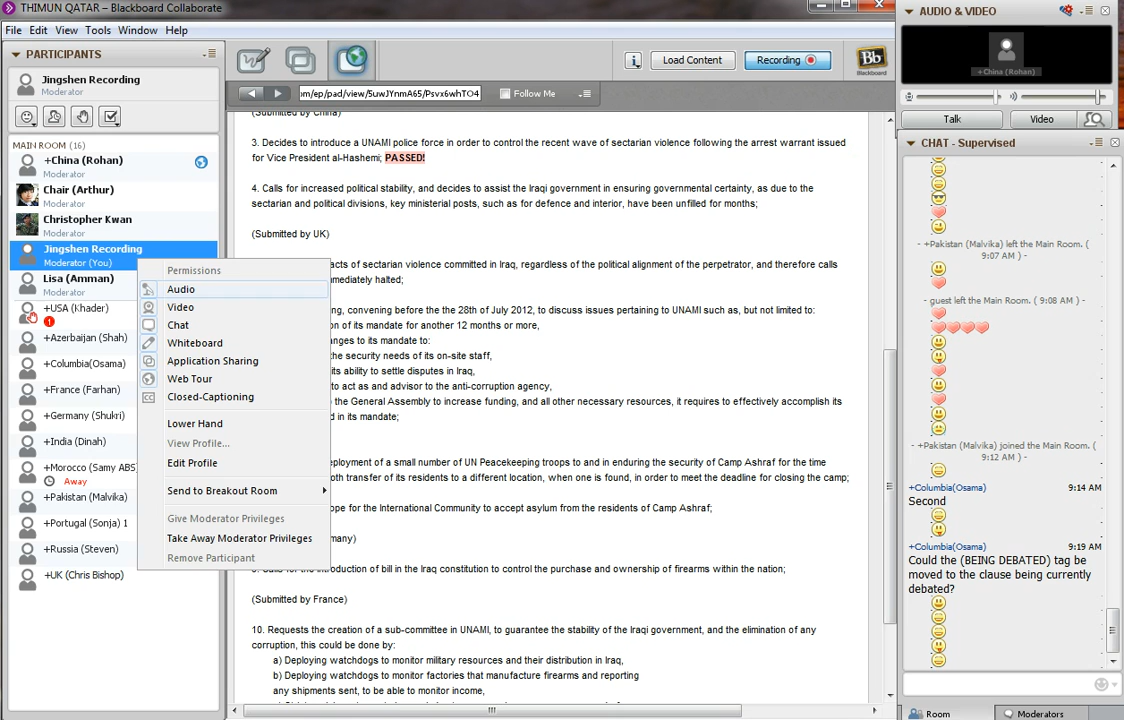 THIMUN QATAR – Blackboard Collaborate
File Edit View Tools Window Help
PARTICIPANTS
Jingshen Recording
Moderator
MAIN ROOM (16)
+China (Rohan)
Moderator
Chair (Arthur)
Moderator
Christopher Kwan
Moderator
Jingshen Recording
Moderator (You)
Lisa (Amman)
Moderator
+USA (Khader)
1
+Azerbaijan (Shah)
+Columbia(Osama)
+France (Farhan)
+Germany (Shukri)
+India (Dinah)
+Morocco (Samy ABS
Away
+Pakistan (Malvika)
+Portugal (Sonja) 1
+Russia (Steven)
+UK (Chris Bishop)
Permissions
Audio
Video
Chat
Whiteboard
Application Sharing
Web Tour
CC Closed-Captioning
Lower Hand
View Profile...
Edit Profile
Send to Breakout Room
Give Moderator Privileges
Take Away Moderator Privileges
Remove Participant
Load Content
Recording
Bb
Blackboard
om/ep/pad/view/5uwJYnmA65/Psvx6whTO4
Follow Me
(Submitted by China)
3. Decides to introduce a UNAMI police force in order to control the recent wave of sectarian violence following the arrest warrant issued
for Vice President al-Hashemi; PASSED!
4. Calls for increased political stability, and decides to assist the Iraqi government in ensuring governmental certainty, as due to the
sectarian and political divisions, key ministerial posts, such as for defence and interior, have been unfilled for months;
(Submitted by UK)
acts of sectarian violence committed in Iraq, regardless of the political alignment of the perpetrator, and therefore calls
mediately halted;
ing, convening before the the 28th of July 2012, to discuss issues pertaining to UNAMI such as, but not limited to:
on of its mandate for another 12 months or more,
nges to its mandate to:
the security needs of its on-site staff,
its ability to settle disputes in Iraq,
to act as and advisor to the anti-corruption agency,
the General Assembly to increase funding, and all other necessary resources, it requires to effectively accomplish its
d in its mandate;
ployment of a small number of UN Peacekeeping troops to and in enduring the security of Camp Ashraf for the time
oth transfer of its residents to a different location, when one is found, in order to meet the deadline for closing the camp;
ope for the International Community to accept asylum from the residents of Camp Ashraf;
many)
9. Calls for the introduction of bill in the Iraq constitution to control the purchase and ownership of firearms within the nation;
(Submitted by France)
10. Requests the creation of a sub-committee in UNAMI, to guarantee the stability of the Iraqi government, and the elimination of any
corruption, this could be done by:
a) Deploying watchdogs to monitor military resources and their distribution in Iraq,
b) Deploying watchdogs to monitor factories that manufacture firearms and reporting
any shipments sent, to be able to monitor income,
AUDIO & VIDEO
+China (Rohan)
Talk
Video
CHAT - Supervised
- +Pakistan (Malvika) left the Main Room. (
9:07 AM ) -
- guest left the Main Room. ( 9:08 AM ) -
- +Pakistan (Malvika) joined the Main Room. (
9:12 AM ) -
+Columbia(Osama) 9:14 AM
Second
+Columbia(Osama) 9:19 AM
Could the (BEING DEBATED) tag be
moved to the clause being currently
debated?
Room
Moderators